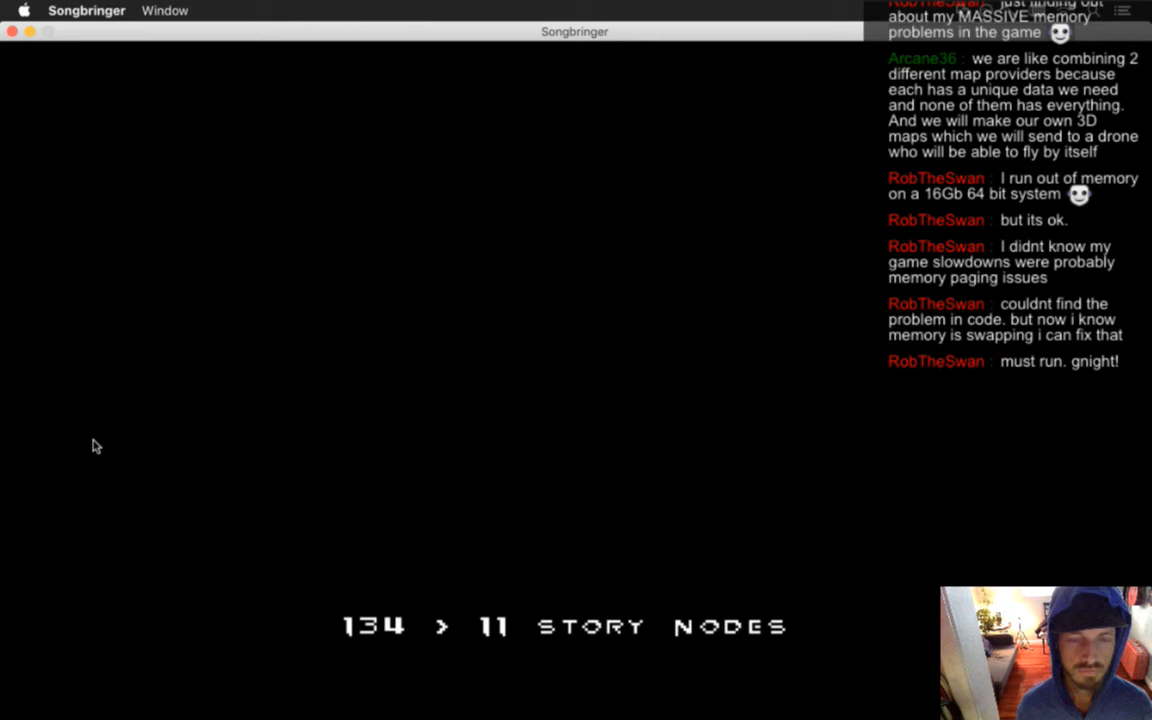 Songbringer Window
Songbringer
RobTheSwan : just finding out
about my MASSIVE memory
problems in the game
Arcane36 : we are like combining 2
different map providers because
each has a unique data we need
and none of them has everything.
And we will make our own 3D
maps which we will send to a drone
who will be able to fly by itself
RobTheSwan : I run out of memory
on a 16Gb 64 bit system
RobTheSwan : but its ok.
RobTheSwan : I didnt know my
game slowdowns were probably
memory paging issues
RobTheSwan : couldnt find the
problem in code. but now i know
memory is swapping i can fix that
RobTheSwan : must run. gnight!
134 > 11 STORY NODES